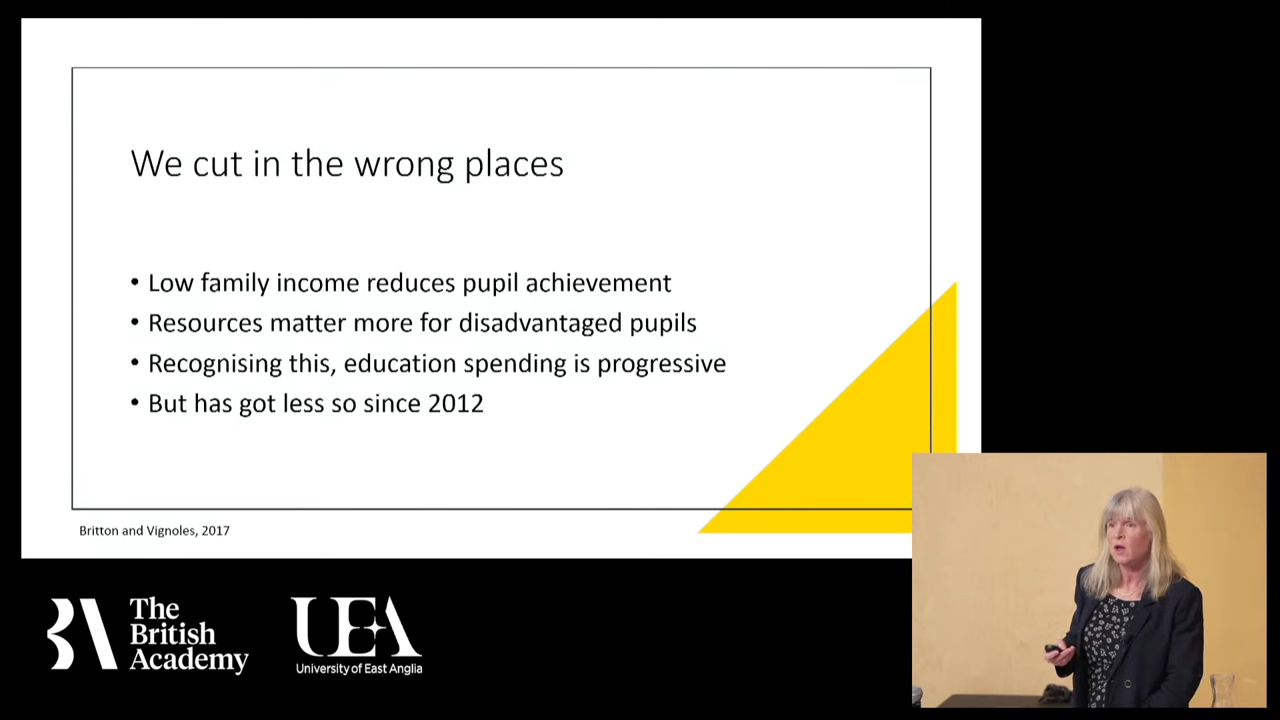 We cut in the wrong places
• Low family income reduces pupil achievement
• Resources matter more for disadvantaged pupils
• Recognising this, education spending is progressive
• But has got less so since 2012
Britton and Vignoles, 2017
The
British
Academy
UEA
University of East Anglia